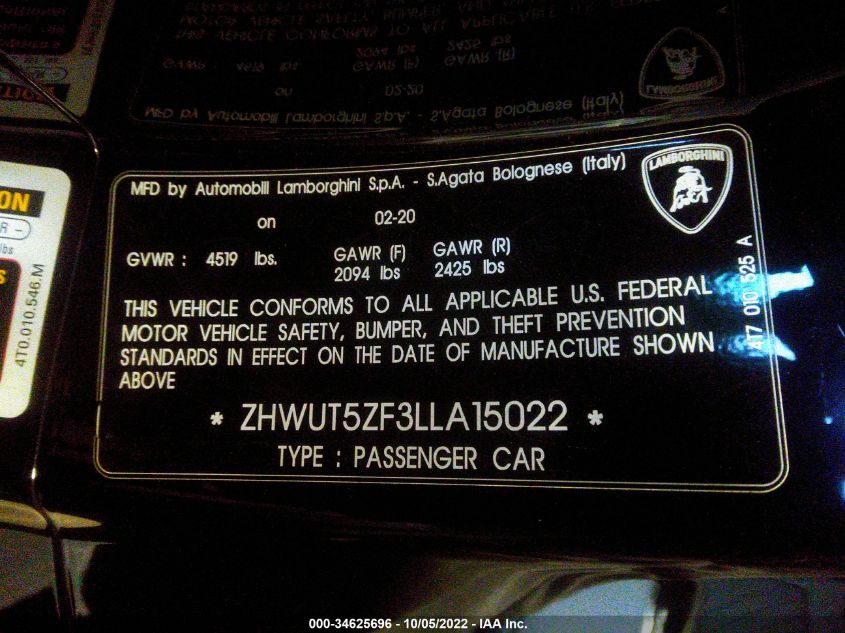 MFD by Automobili Lamborghini S.p.A. - S.Agata Bolognese (Italy)
on 02-20
GVWR : 4519 lbs. GAWR (F) GAWR (R)
2094 lbs 2425 lbs
THIS VEHICLE CONFORMS TO ALL APPLICABLE U.S. FEDERAL
MOTOR VEHICLE SAFETY, BUMPER, AND THEFT PREVENTION
STANDARDS IN EFFECT ON THE DATE OF MANUFACTURE SHOWN
ABOVE
* ZHWUT5ZF3LLA15022 *
TYPE : PASSENGER CAR
LAMBORGHINI
4T7 010 525 A
ON
R -
lbs
S
4T0.010.546.M
000-34625696 - 10/05/2022 - IAA Inc.